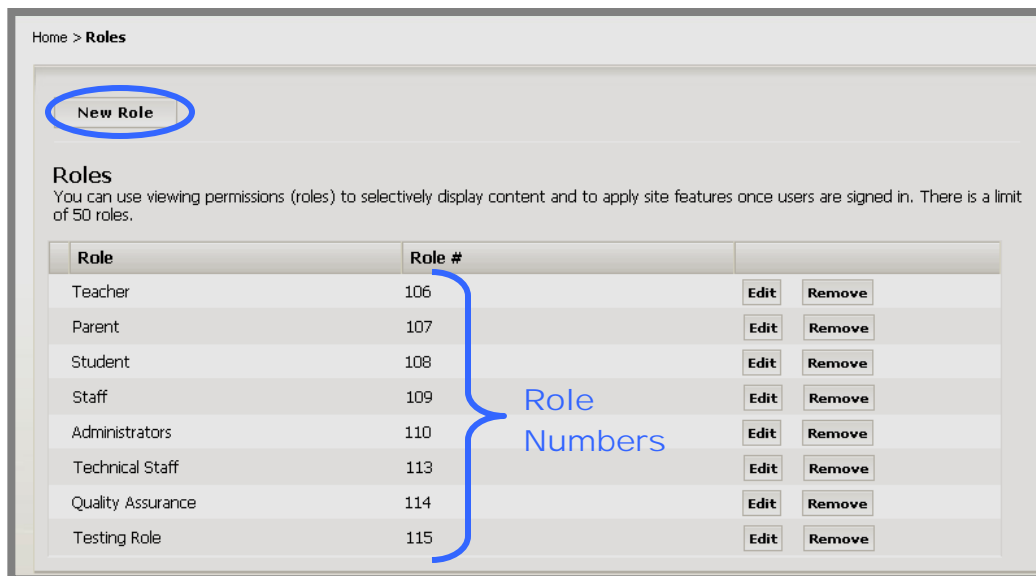 Home > Roles
New Role
Roles
You can use viewing permissions (roles) to selectively display content and to apply site features once users are signed in. There is a limit
of 50 roles.
Role Role #
Teacher 106 Edit Remove
Parent 107 Edit Remove
Student 108 Edit Remove
Staff 109 Edit Remove
Administrators 110 Edit Remove
Technical Staff 113 Edit Remove
Quality Assurance 114 Edit Remove
Testing Role 115 Edit Remove
Role
Numbers